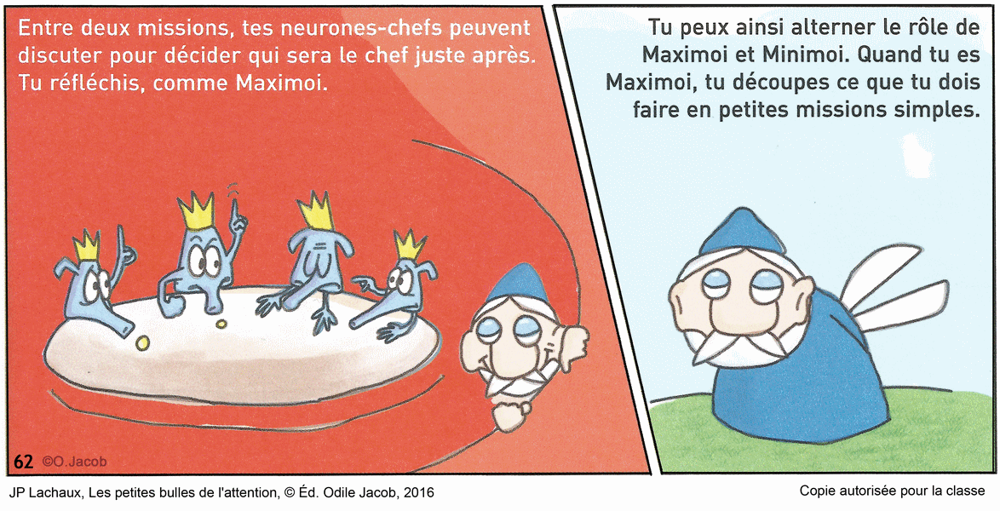 Entre deux missions, tes neurones-chefs peuvent
discuter pour décider qui sera le chef juste après.
Tu réfléchis, comme Maximoi.
Tu peux ainsi alterner le rôle de
Maximoi et Minimoi. Quand tu es
Maximoi, tu découpes ce que tu dois
faire en petites missions simples.
62 ©O.Jacob
JP Lachaux, Les petites bulles de l'attention, © Éd. Odile Jacob, 2016
Copie autorisée pour la classe